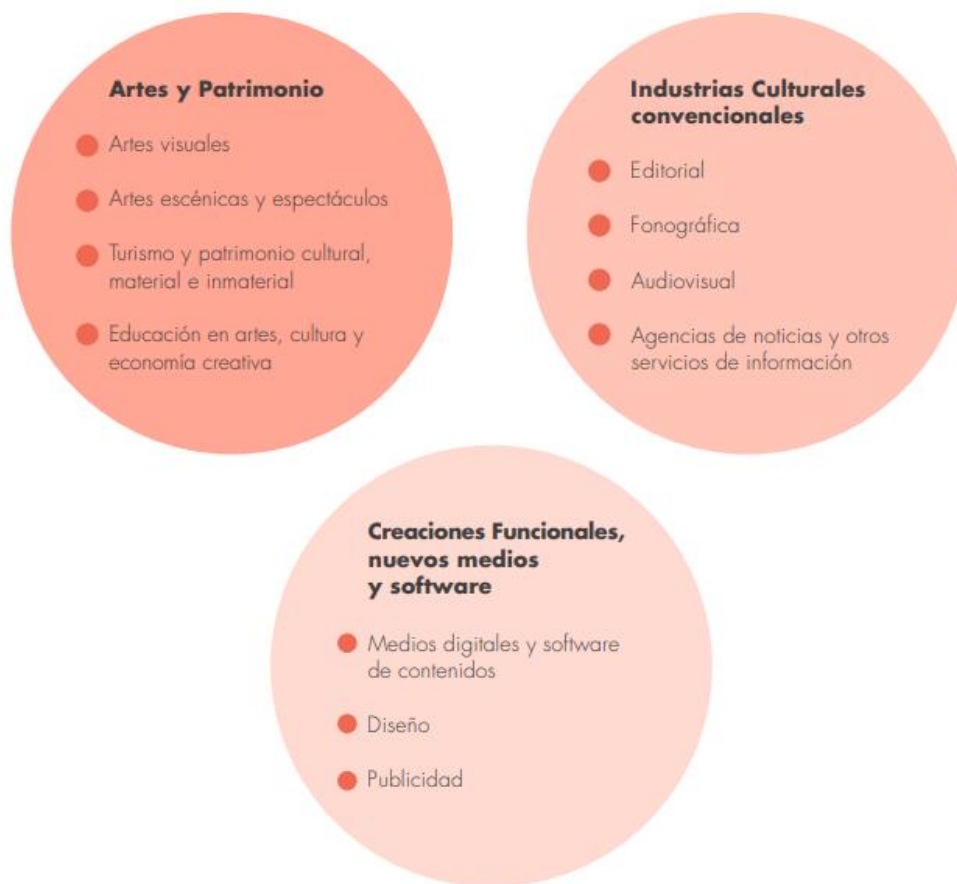 Artes y Patrimonio
Artes visuales
Artes escénicas y espectáculos
Turismo y patrimonio cultural,
material e inmaterial
Educación en artes, cultura y
economía creativa
Industrias Culturales
convencionales
Editorial
Fonográfica
Audiovisual
Agencias de noticias y otros
servicios de información
Creaciones Funcionales,
nuevos medios
y software
Medios digitales y software
de contenidos
Diseño
Publicidad